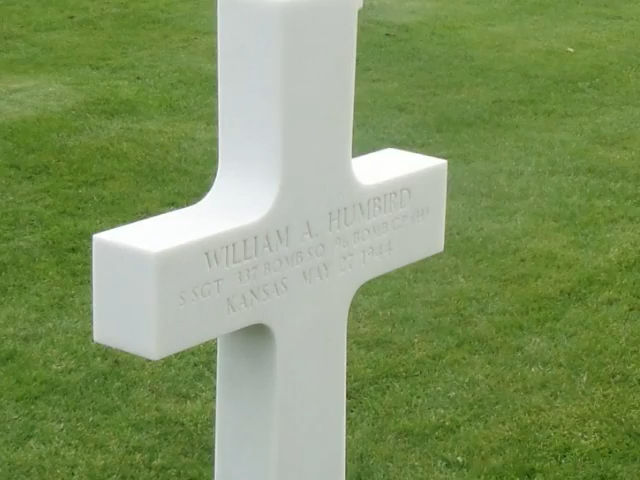 WILLIAM A. HUMBIRD
S SGT 337 BOMB SQ 96 BOMB GP (H)
KANSAS MAY 27 1944